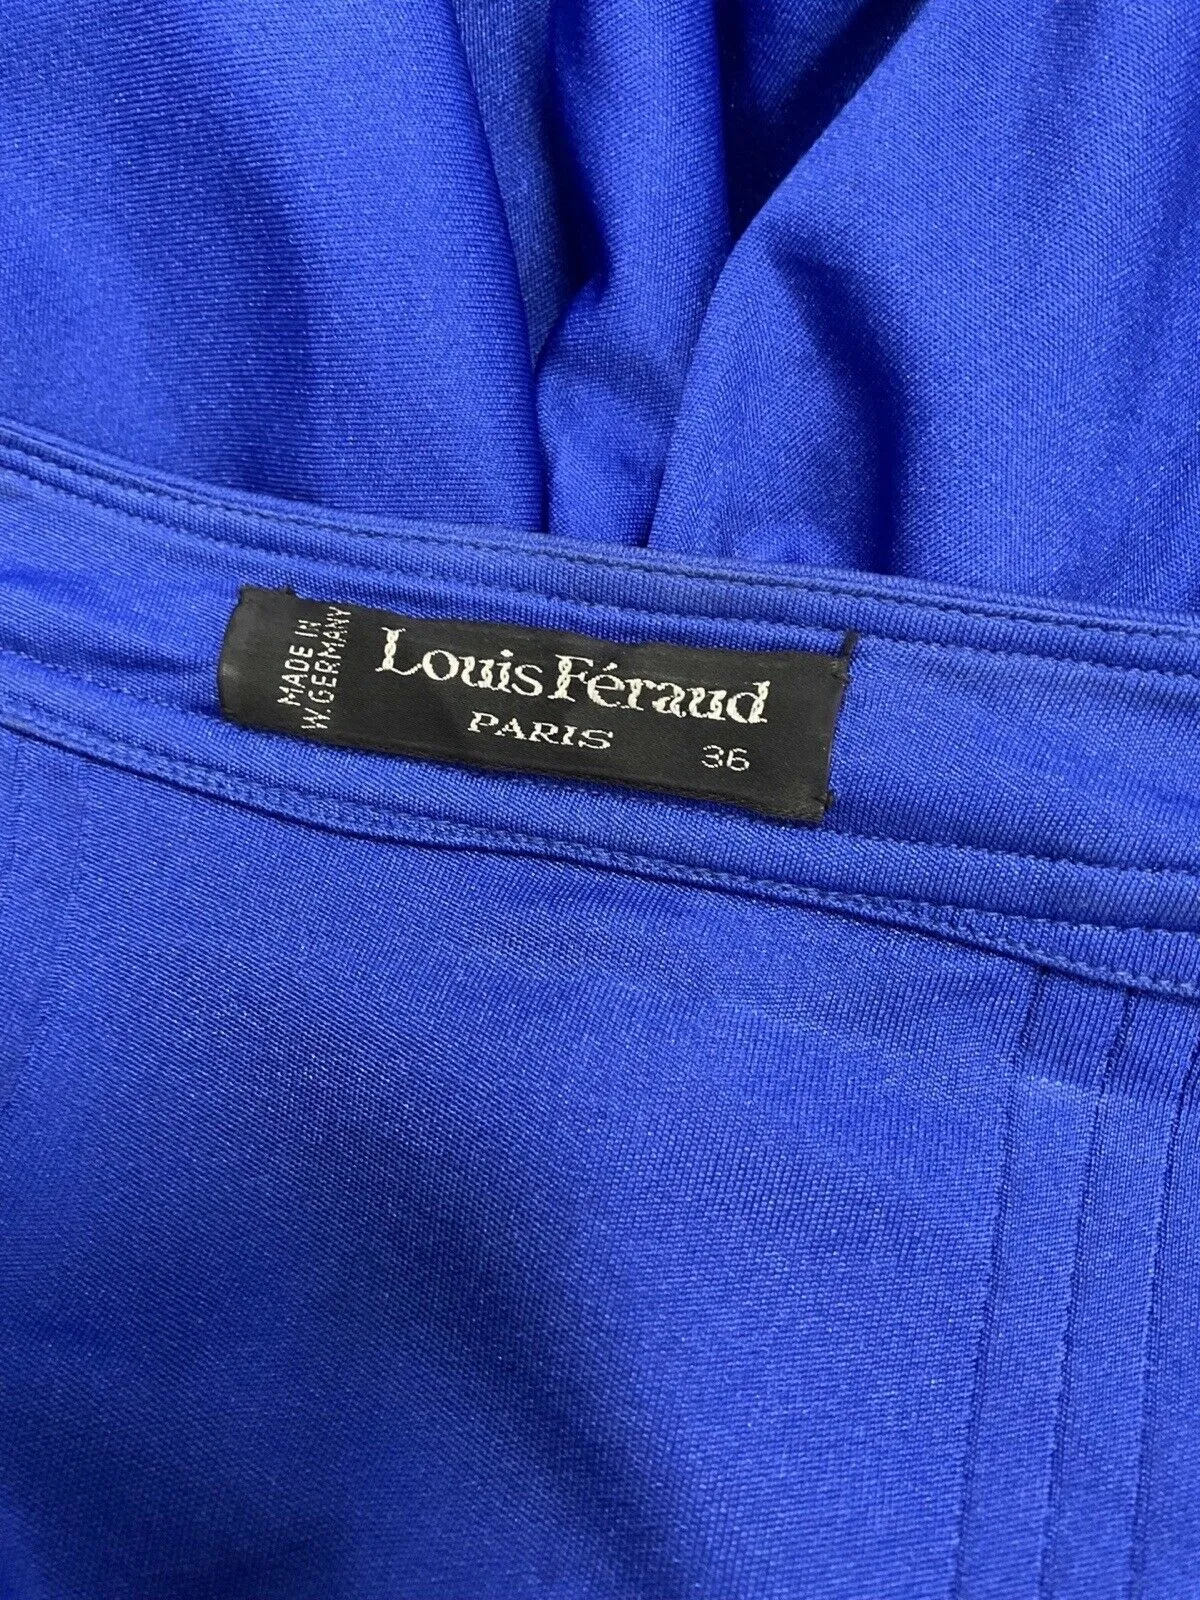 MADE IN
W. GERMANY
Louis Féraud
PARIS
36